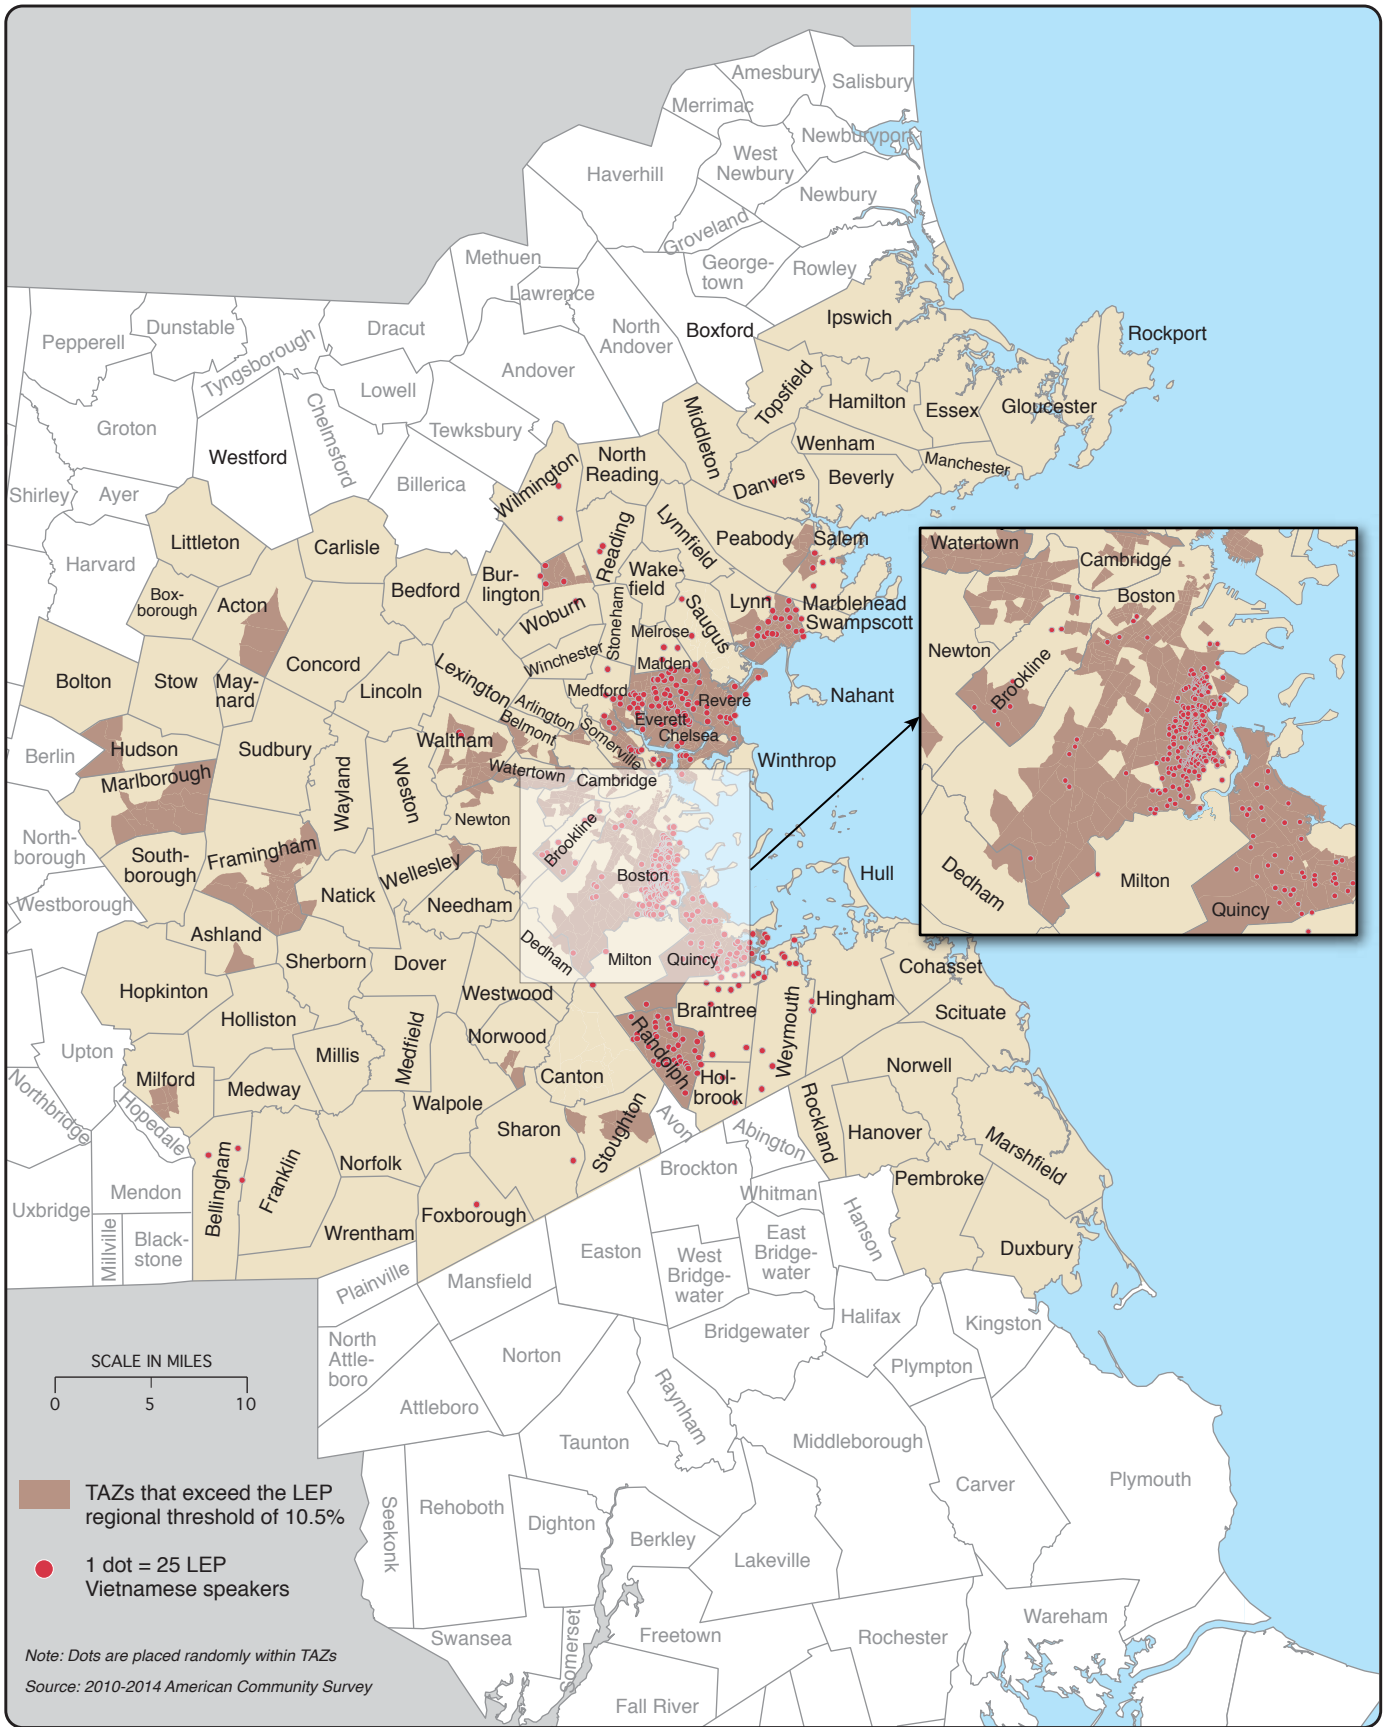 Amesbury
Salisbury
Merrimac
Newburyport
West
Newbury
Haverhill
Newbury
Groveland
Methuen
George-
town
Rowley
Lawrence
Ipswich
Dunstable
Dracut
North
Andover
Boxford
Rockport
Pepperell
Tyngsborough
Andover
Lowell
Topsfield
Hamilton
Essex
Gloucester
Groton
Chelmsford
Tewksbury
Middleton
Wenham
Westford
North
Reading
Manchester
Shirley
Ayer
Billerica
Wilmington
Danvers
Beverly
Littleton
Carlisle
Reading
Lynnfield
Peabody
Salem
Harvard
Bedford
Bur-
lington
Wake-
field
Box-
borough
Acton
Woburn
Stoneham
Saugus
Lynn
Marblehead
Swampscott
Melrose
Concord
Winchester
Malden
Bolton
Stow
May-
nard
Lincoln
Lexington
Medford
Revere
Nahant
Arlington
Everett
Belmont
Somerville
Chelsea
Berlin
Hudson
Sudbury
Waltham
Winthrop
Marlborough
Wayland
Weston
Watertown
Cambridge
Newton
North-
borough
Brookline
South-
borough
Framingham
Wellesley
Boston
Hull
Westborough
Natick
Needham
Ashland
Sherborn
Dover
Dedham
Milton
Quincy
Cohasset
Hopkinton
Westwood
Braintree
Weymouth
Hingham
Scituate
Holliston
Medfield
Norwood
Randolph
Upton
Millis
Norwell
Milford
Medway
Canton
Hol-
brook
Northbridge
Hopedale
Walpole
Avon
Abington
Rockland
Hanover
Marshfield
Sharon
Stoughton
Bellingham
Franklin
Norfolk
Brockton
Pembroke
Mendon
Whitman
Hanson
Uxbridge
Millville
Black-
stone
Wrentham
Foxborough
Easton
West
Bridge-
water
East
Bridge-
water
Duxbury
Plainville
Mansfield
Halifax
Kingston
North
Attle-
boro
Norton
Bridgewater
Plympton
Raynham
Attleboro
Taunton
Middleborough
Carver
Plymouth
Seekonk
Rehoboth
Dighton
Berkley
Lakeville
Wareham
Swansea
Somerset
Freetown
Rochester
Fall River
Watertown
Cambridge
Boston
Newton
Brookline
Dedham
Milton
Quincy
SCALE IN MILES
0 5 10
TAZs that exceed the LEP
regional threshold of 10.5%
1 dot = 25 LEP
Vietnamese speakers
Note: Dots are placed randomly within TAZs
Source: 2010-2014 American Community Survey